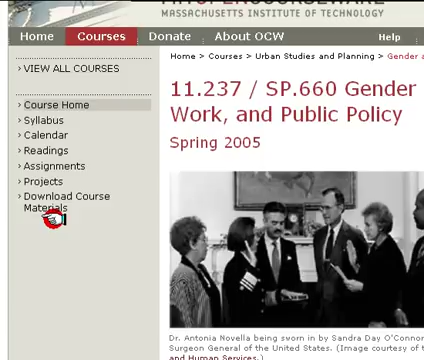 MASSACHUSETTS INSTITUTE OF TECHNOLOGY
Home Courses Donate About OCW Help
› VIEW ALL COURSES
Home > Courses > Urban Studies and Planning > Gender
› Course Home
› Syllabus
› Calendar
› Readings
› Assignments
› Projects
› Download Course
Materials
11.237 / SP.660 Gender
Work, and Public Policy
Spring 2005
Dr. Antonia Novella being sworn in by Sandra Day O'Connor
Surgeon General of the United States. (Image courtesy of
and Human Services.)